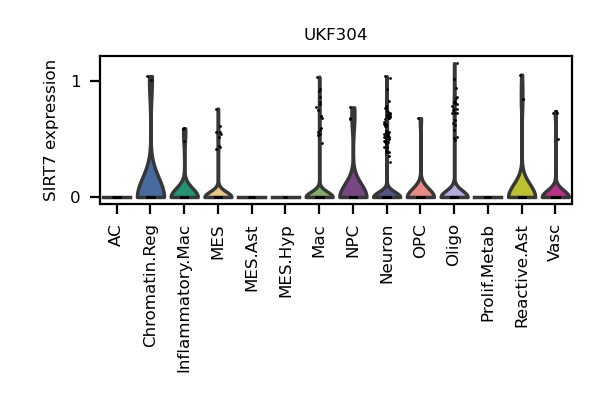 UKF304
SIRT7 expression
1
0
AC
Chromatin.Reg
Inflammatory.Mac
MES
MES.Ast
MES.Hyp
Mac
NPC
Neuron
OPC
Oligo
Prolif.Metab
Reactive.Ast
Vasc